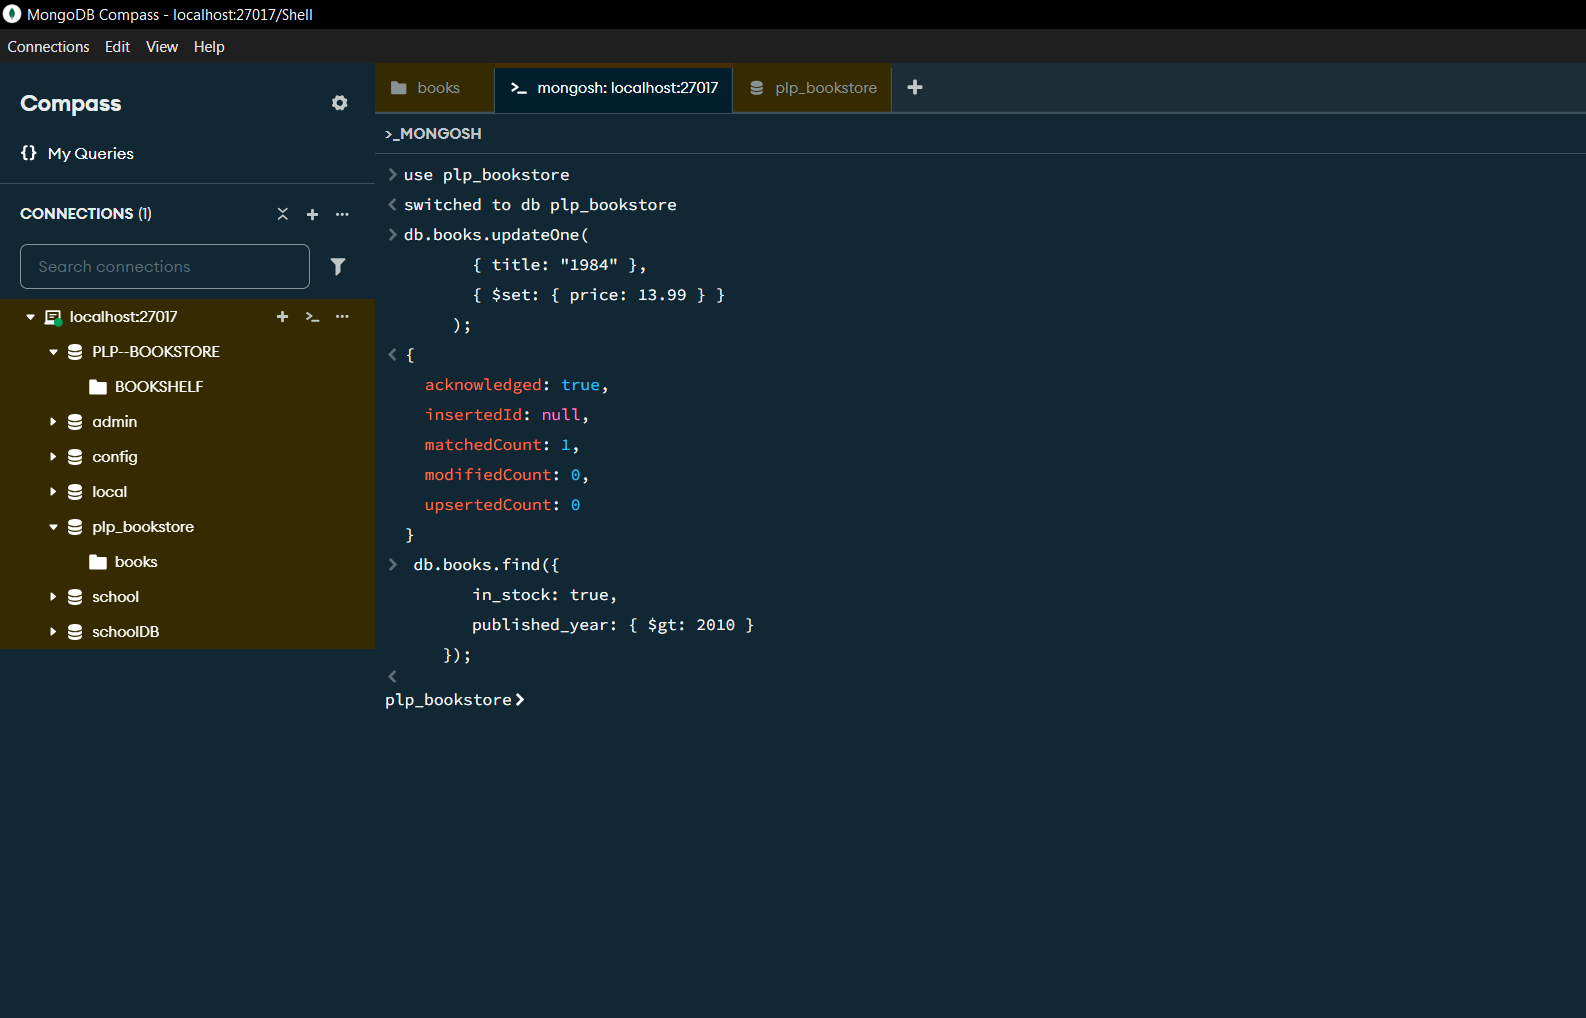 MongoDB Compass - localhost:27017/Shell
Connections Edit View Help
Compass
{} My Queries
CONNECTIONS (1)
Search connections
localhost:27017
PLP--BOOKSTORE
BOOKSHELF
admin
config
local
plp_bookstore
books
school
schoolDB
books
>_ mongosh: localhost:27017
plp_bookstore
>_MONGOSH
> use plp_bookstore
< switched to db plp_bookstore
> db.books.updateOne(
{ title: "1984" },
{ $set: { price: 13.99 } }
);
< {
acknowledged: true,
insertedId: null,
matchedCount: 1,
modifiedCount: 0,
upsertedCount: 0
}
> db.books.find({
in_stock: true,
published_year: { $gt: 2010 }
});
<
plp_bookstore>